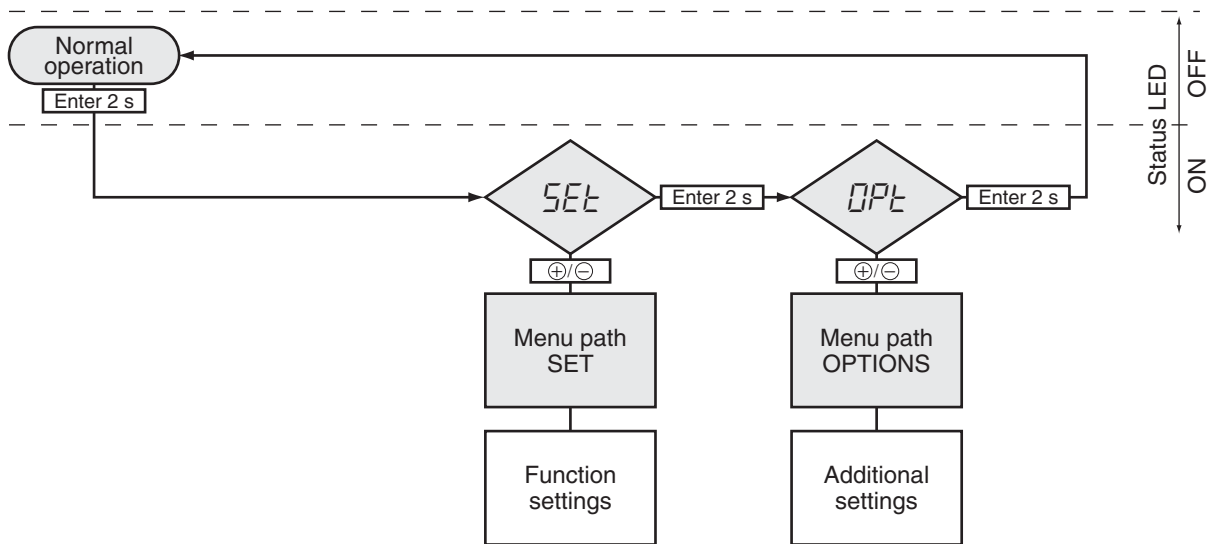 Normal
operation
Enter 2 s
SEt
Enter 2 s
OPt
Enter 2 s
⊕/⊖
⊕/⊖
Menu path
SET
Menu path
OPTIONS
Function
settings
Additional
settings
Status LED
OFF
ON